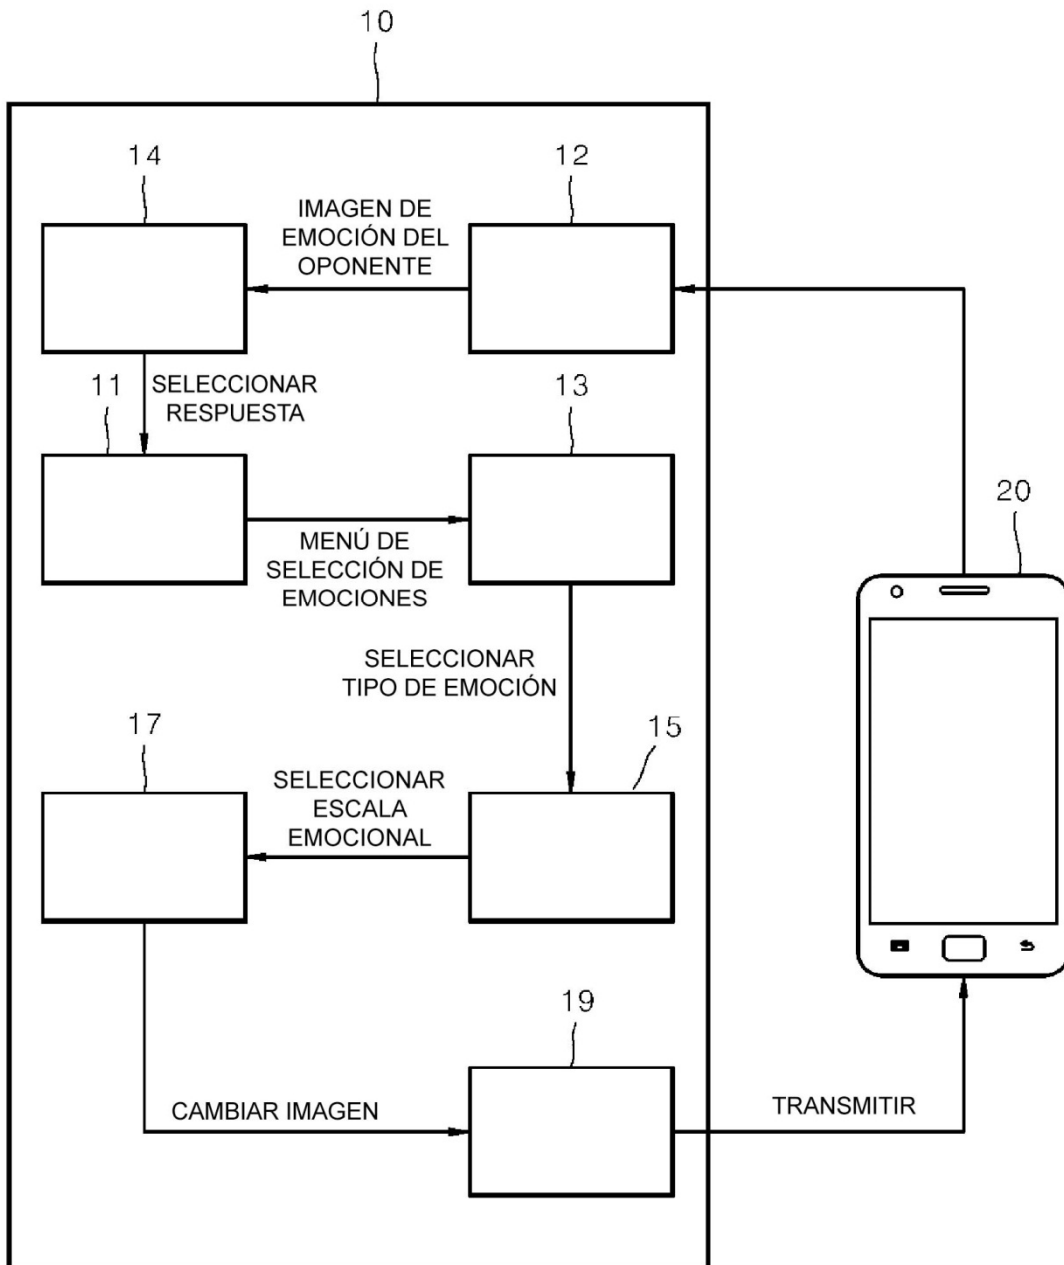 10
14
12
IMAGEN DE
EMOCIÓN DEL
OPONENTE
11
SELECCIONAR
RESPUESTA
13
MENÚ DE
SELECCIÓN DE
EMOCIONES
20
SELECCIONAR
TIPO DE EMOCIÓN
17
15
SELECCIONAR
ESCALA
EMOCIONAL
19
CAMBIAR IMAGEN
TRANSMITIR